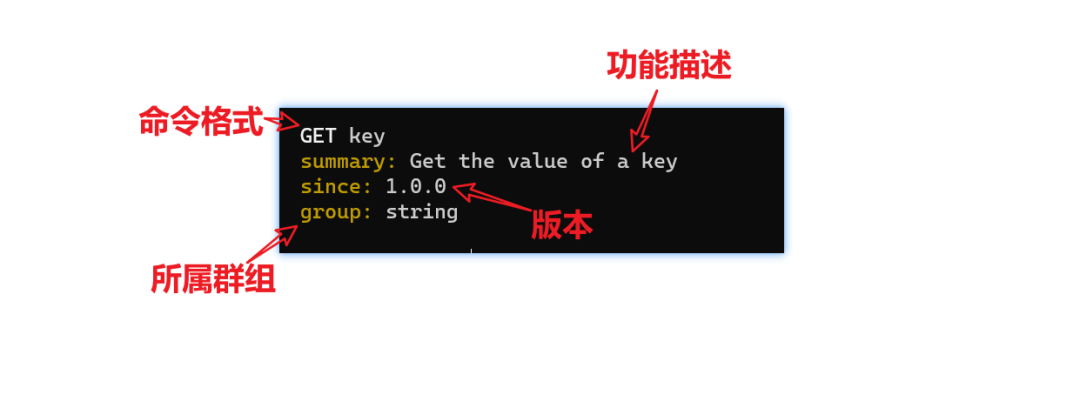 功能描述
命令格式
GET key
summary: Get the value of a key
since: 1.0.0
group: string
版本
所属群组